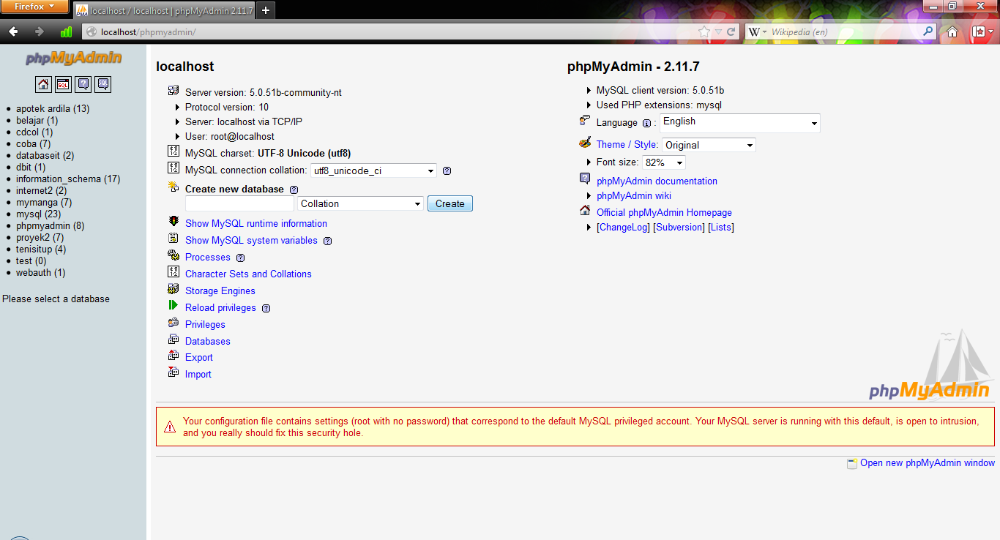 Firefox
localhost / localhost | phpMyAdmin 2.11.7
localhost/phpmyadmin/
W Wikipedia (en)
phpMyAdmin
SQL
apotek ardila (13)
belajar (1)
cdcol (1)
coba (7)
databaseit (2)
dbit (1)
information_schema (17)
internet2 (2)
mymanga (7)
mysql (23)
phpmyadmin (8)
proyek2 (7)
tenisitup (4)
test (0)
webauth (1)
Please select a database
localhost
Server version: 5.0.51b-community-nt
Protocol version: 10
Server: localhost via TCP/IP
User: root@localhost
MySQL charset: UTF-8 Unicode (utf8)
MySQL connection collation: utf8_unicode_ci
Create new database
Collation Create
Show MySQL runtime information
Show MySQL system variables
Processes
Character Sets and Collations
Storage Engines
Reload privileges
Privileges
Databases
Export
Import
phpMyAdmin - 2.11.7
MySQL client version: 5.0.51b
Used PHP extensions: mysql
Language : English
Theme / Style: Original
Font size: 82%
phpMyAdmin documentation
phpMyAdmin wiki
Official phpMyAdmin Homepage
[ChangeLog] [Subversion] [Lists]
phpMyAdmin
Your configuration file contains settings (root with no password) that correspond to the default MySQL privileged account. Your MySQL server is running with this default, is open to intrusion,
and you really should fix this security hole.
Open new phpMyAdmin window